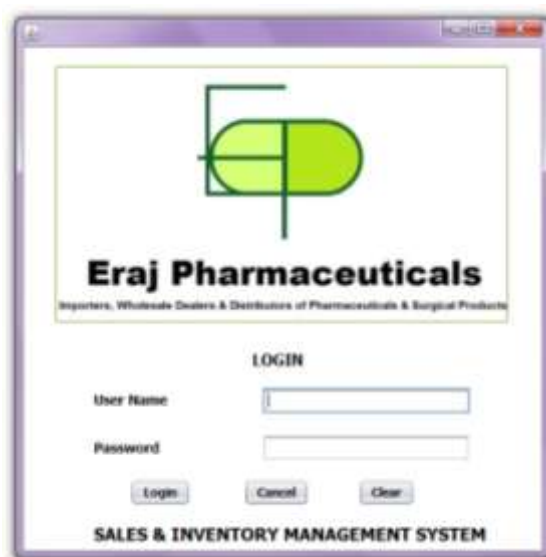 Eraj Pharmaceuticals
Importers, Wholesale Dealers & Distributors of Pharmaceuticals & Surgical Products
LOGIN
User Name
Password
Login Cancel Clear
SALES & INVENTORY MANAGEMENT SYSTEM